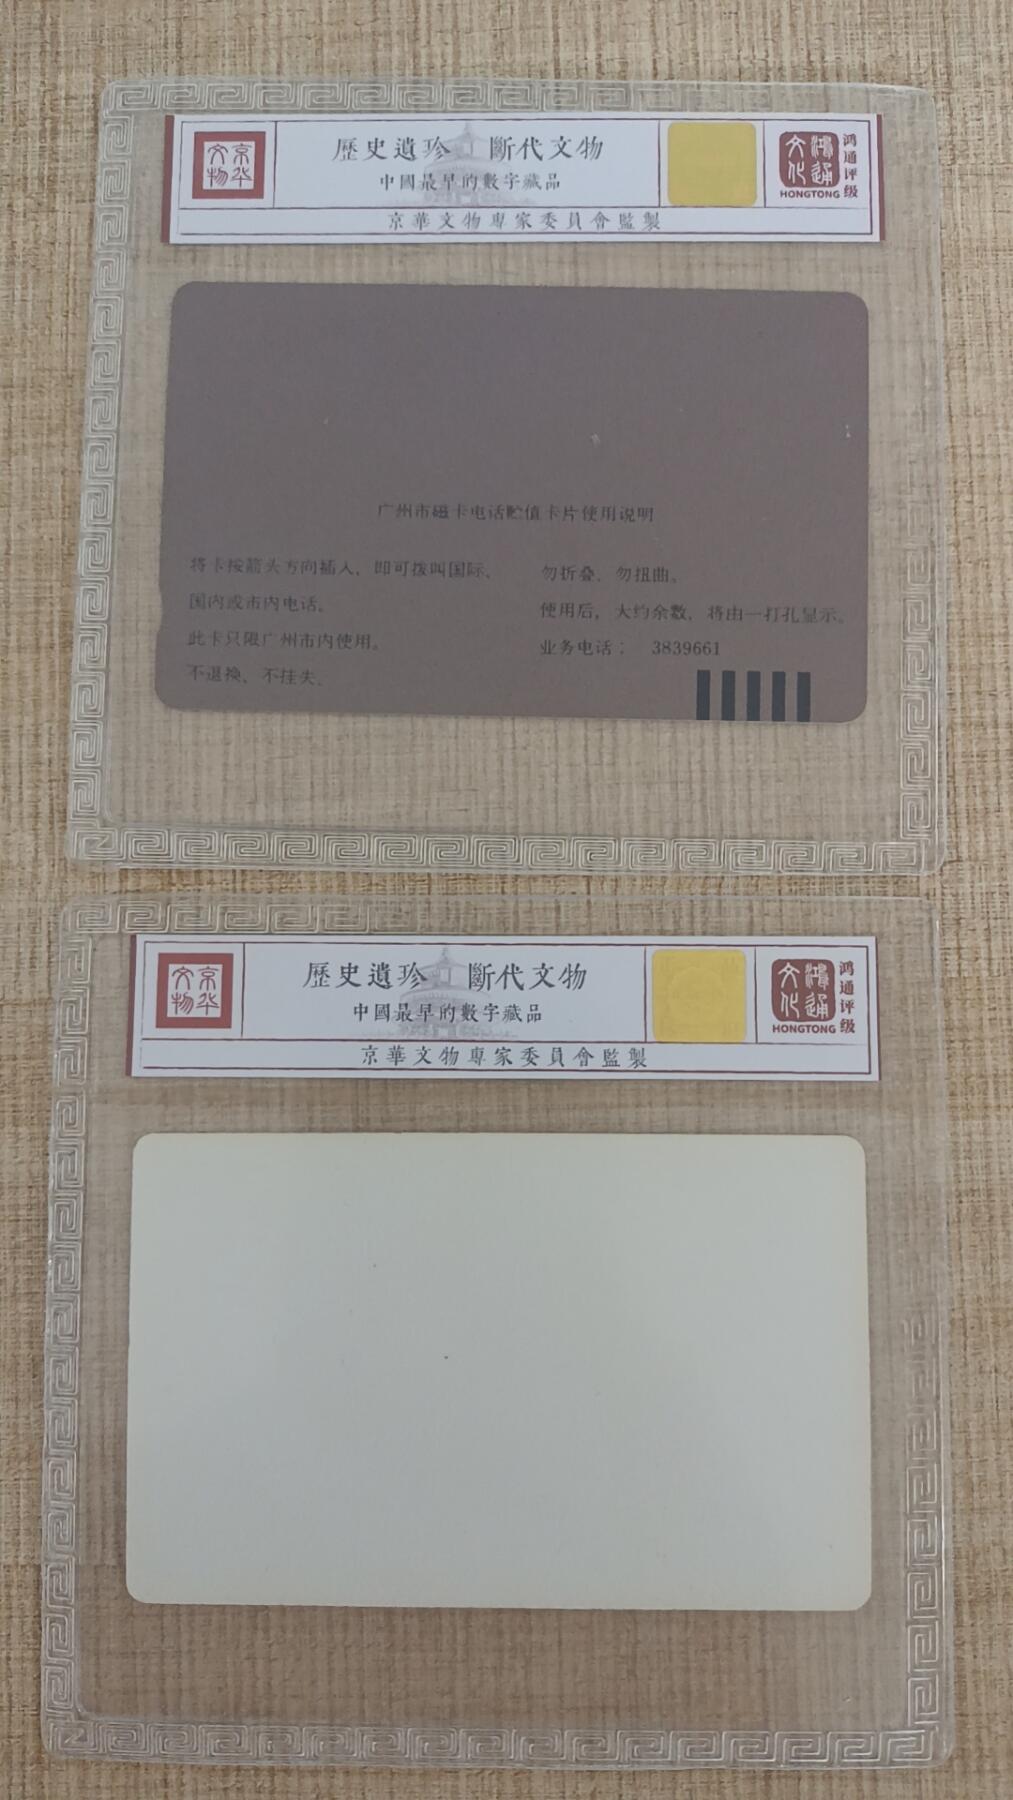 京华文物
歷史遺珍 斷代文物
中國最早的數字藏品
京華文物專家委員會監製
鴻通文化
HONGTONG
鸿通评级
广州市磁卡电话贮值卡片使用说明
将卡按箭头方向插入，即可拨叫国际、
国内或市内电话。
此卡只限广州市内使用。
不退换、不挂失。
勿折叠、勿扭曲。
使用后，大约余数，将由一打孔显示。
业务电话： 3839661
京华文物
歷史遺珍 斷代文物
中國最早的數字藏品
京華文物專家委員會監製
鴻通文化
HONGTONG
鸿通评级